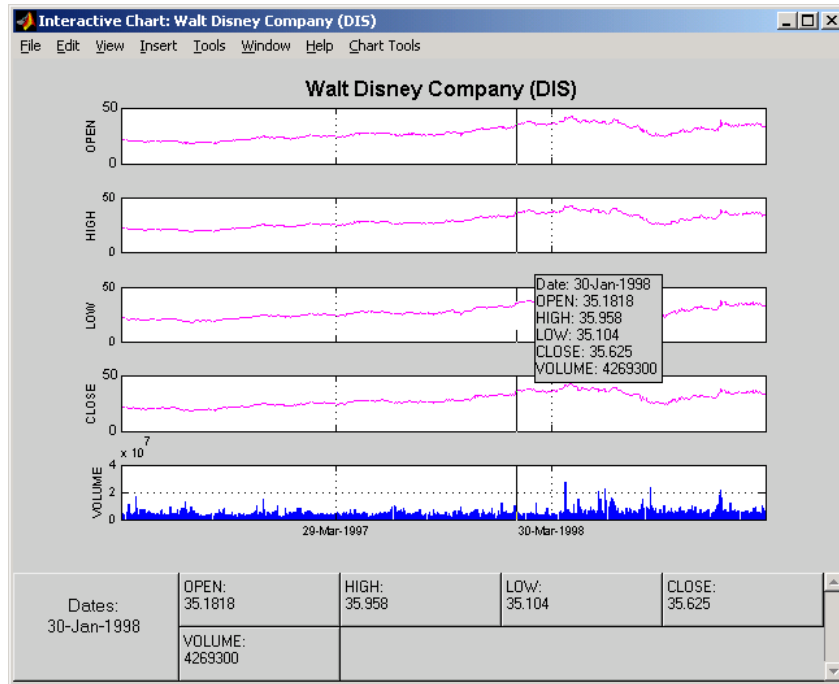 Interactive Chart: Walt Disney Company (DIS)
File Edit View Insert Tools Window Help Chart Tools
Walt Disney Company (DIS)
50
OPEN
0
50
HIGH
0
50
LOW
0
Date: 30-Jan-1998
OPEN: 35.1818
HIGH: 35.958
LOW: 35.104
CLOSE: 35.625
VOLUME: 4269300
50
CLOSE
0
x 10^7
4
VOLUME
2
0
29-Mar-1997 30-Mar-1998
Dates:
30-Jan-1998
OPEN:
35.1818
HIGH:
35.958
LOW:
35.104
CLOSE:
35.625
VOLUME:
4269300